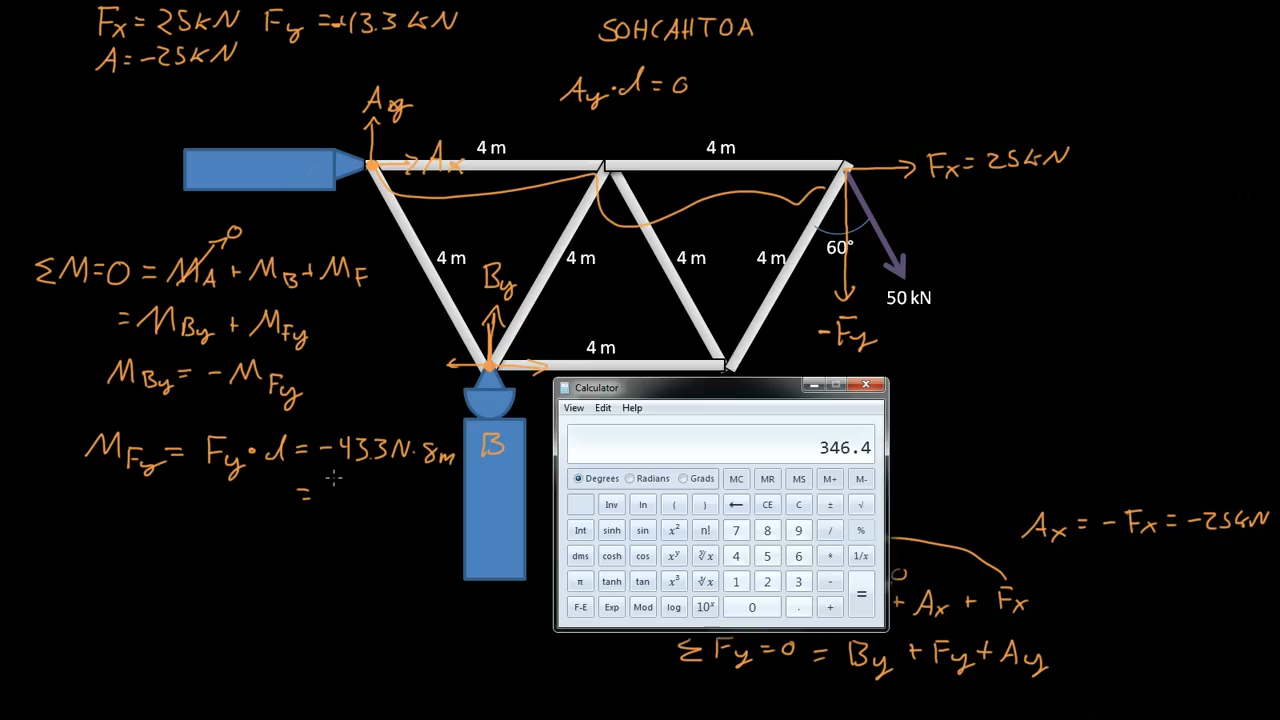 Fx = 25kN Fy = -43.3 kN
SOHCAHTOA
A = -25kN
Ay·d = 0
Ay
4 m
4 m
Ax
Fx = 25kN
ΣM=0 = MA + MB + MF
0
4 m
4 m
4 m
4 m
60°
By
50 kN
= MBy + MFy
-Fy
4 m
MBy = - MFy
MFy = Fy·d = -43.3N·8m
=
B
Calculator
View Edit Help
346.4
Degrees Radians Grads MC MR MS M+ M-
Inv ln ( ) ← CE C ± √
Int sinh sin x² n! 7 8 9 / %
dms cosh cos xʸ ʸ√x 4 5 6 * 1/x
π tanh tan x³ ³√x 1 2 3 - =
F-E Exp Mod log 10ˣ 0 . +
Ax = - Fx = -25kN
0
+ Ax + Fx
ΣFy=0 = By + Fy + Ay